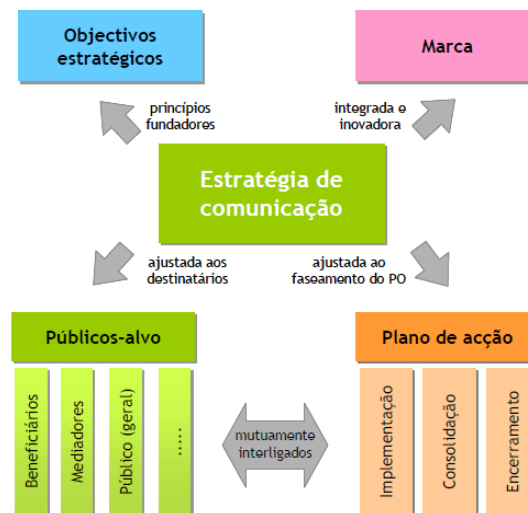 Objectivos
estratégicos
Marca
princípios
fundadores
integrada e
inovadora
Estratégia de
comunicação
ajustada aos
destinatários
ajustada ao
faseamento do PO
Públicos-alvo
Plano de acção
Beneficiários
Mediadores
Público (geral)
.....
mutuamente
interligados
Implementação
Consolidação
Encerramento